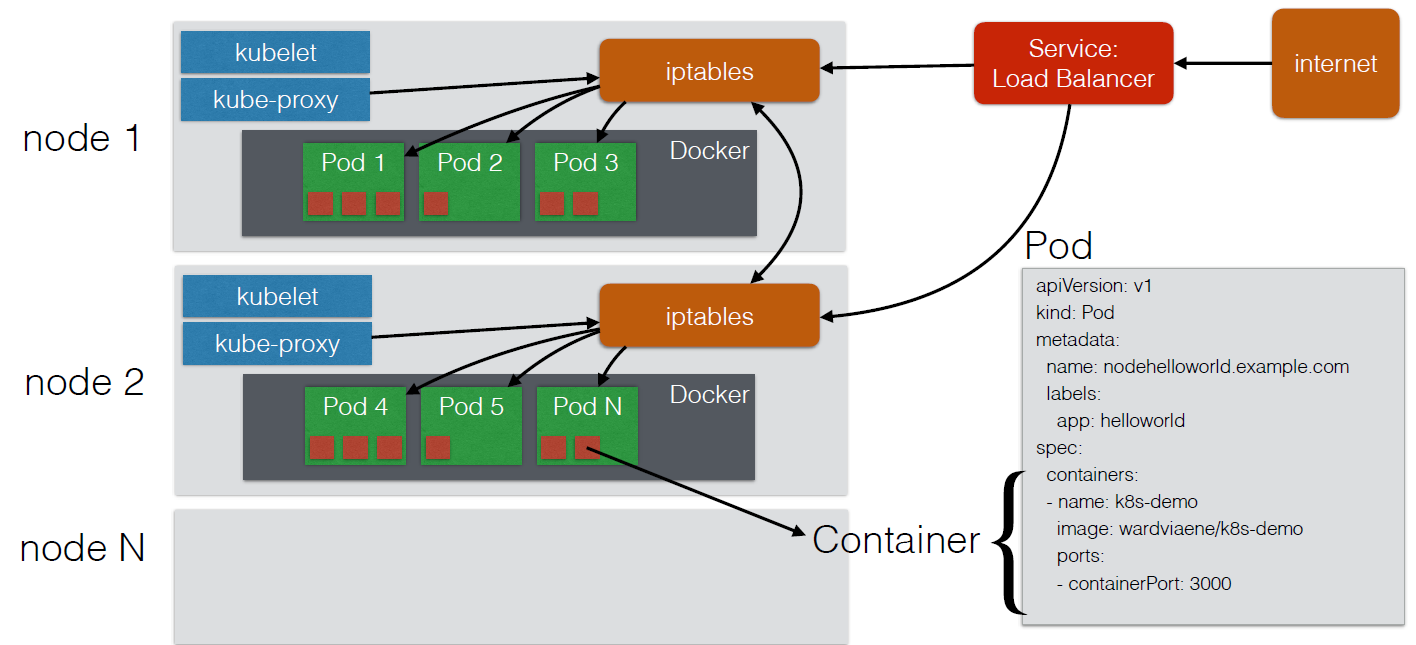 node 1
kubelet
kube-proxy
iptables
Docker
Pod 1
Pod 2
Pod 3
Service:
Load Balancer
internet
node 2
kubelet
kube-proxy
iptables
Docker
Pod 4
Pod 5
Pod N
node N
Container
Pod
apiVersion: v1
kind: Pod
metadata:
  name: nodehelloworld.example.com
  labels:
    app: helloworld
spec:
  containers:
  - name: k8s-demo
    image: wardviaene/k8s-demo
    ports:
    - containerPort: 3000